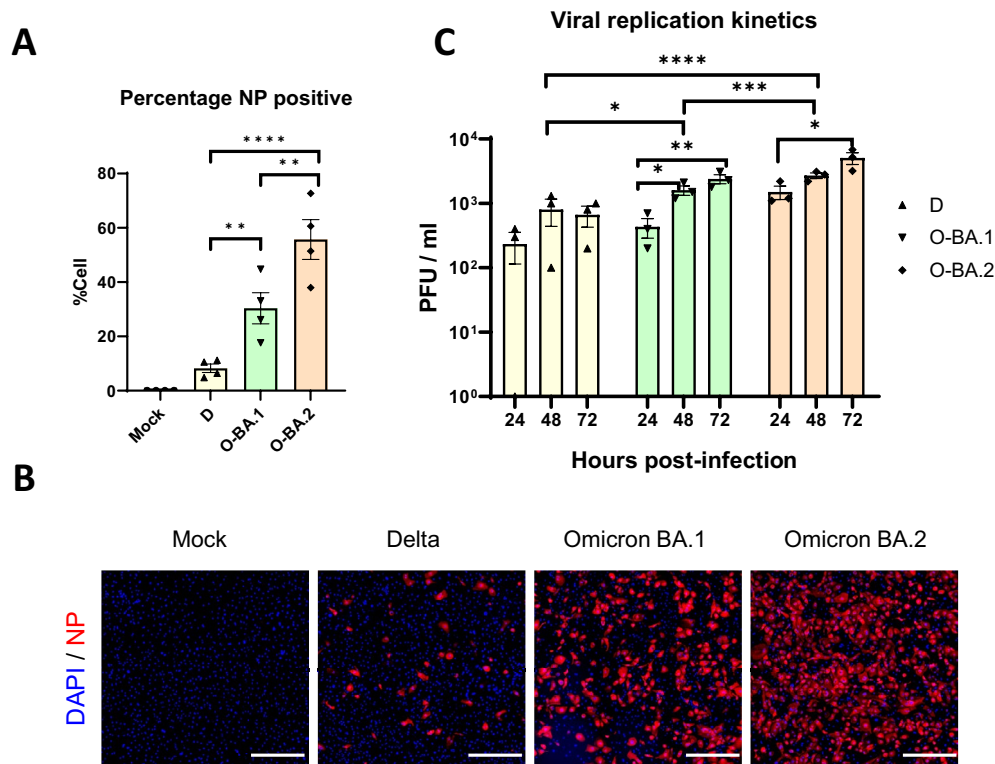 A
Percentage NP positive
****
**
**
80
60
40
20
0
%Cell
Mock
D
O-BA.1
O-BA.2
C
Viral replication kinetics
****
***
*
*
**
*
10⁴
10³
10²
10¹
10⁰
PFU / ml
24 48 72 24 48 72 24 48 72
Hours post-infection
D
O-BA.1
O-BA.2
B
Mock Delta Omicron BA.1 Omicron BA.2
DAPI / NP